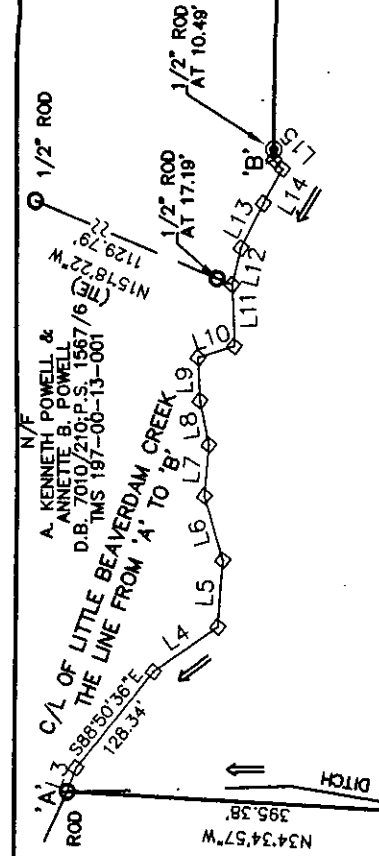 N/F
A. KENNETH POWELL &
ANNETTE B. POWELL
D.B. 7010/210; P.S. 1567/6
TMS 197-00-13-001
1/2" ROD
N15°18'22"W
1129.79'
(TIE)
1/2" ROD
AT 17.19'
1/2" ROD
AT 10.49'
C/L OF LITTLE BEAVERDAM CREEK
THE LINE FROM 'A' TO 'B'
'A'
ROD
L3
S88°50'36"E
128.34'
L4
L5
L6
L7
L8
L9
L10
L11
L12
L13
L14
L15
'B'
DITCH
N34°34'57"W
395.38'